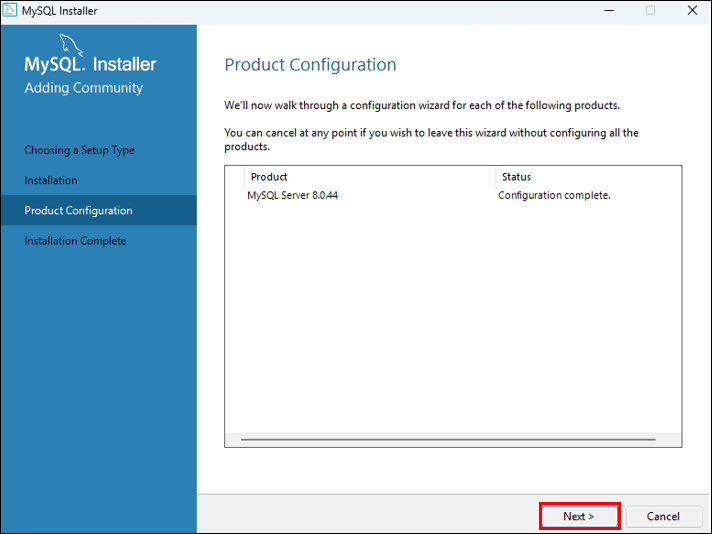 MySQL Installer
MySQL. Installer
Adding Community
Choosing a Setup Type
Installation
Product Configuration
Installation Complete
Product Configuration
We'll now walk through a configuration wizard for each of the following products.
You can cancel at any point if you wish to leave this wizard without configuring all the
products.
Product Status
MySQL Server 8.0.44 Configuration complete.
Next > Cancel